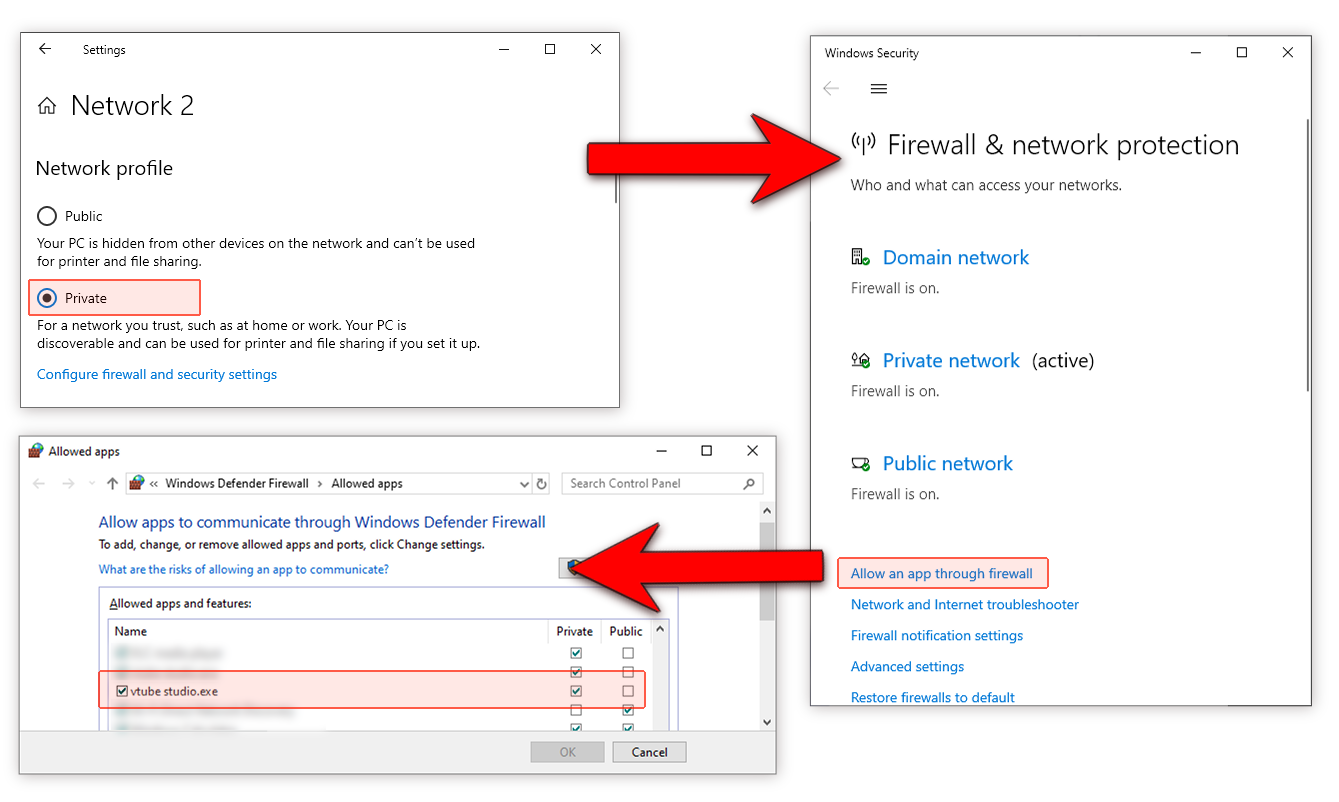 Settings
Network 2
Network profile
Public
Your PC is hidden from other devices on the network and can't be used
for printer and file sharing.
Private
For a network you trust, such as at home or work. Your PC is
discoverable and can be used for printer and file sharing if you set it up.
Configure firewall and security settings
Windows Security
Firewall & network protection
Who and what can access your networks.
Domain network
Firewall is on.
Private network (active)
Firewall is on.
Public network
Firewall is on.
Allow an app through firewall
Network and Internet troubleshooter
Firewall notification settings
Advanced settings
Restore firewalls to default
Allowed apps
« Windows Defender Firewall › Allowed apps
Search Control Panel
Allow apps to communicate through Windows Defender Firewall
To add, change, or remove allowed apps and ports, click Change settings.
What are the risks of allowing an app to communicate?
Allowed apps and features:
Name Private Public
vtube studio.exe
OK Cancel